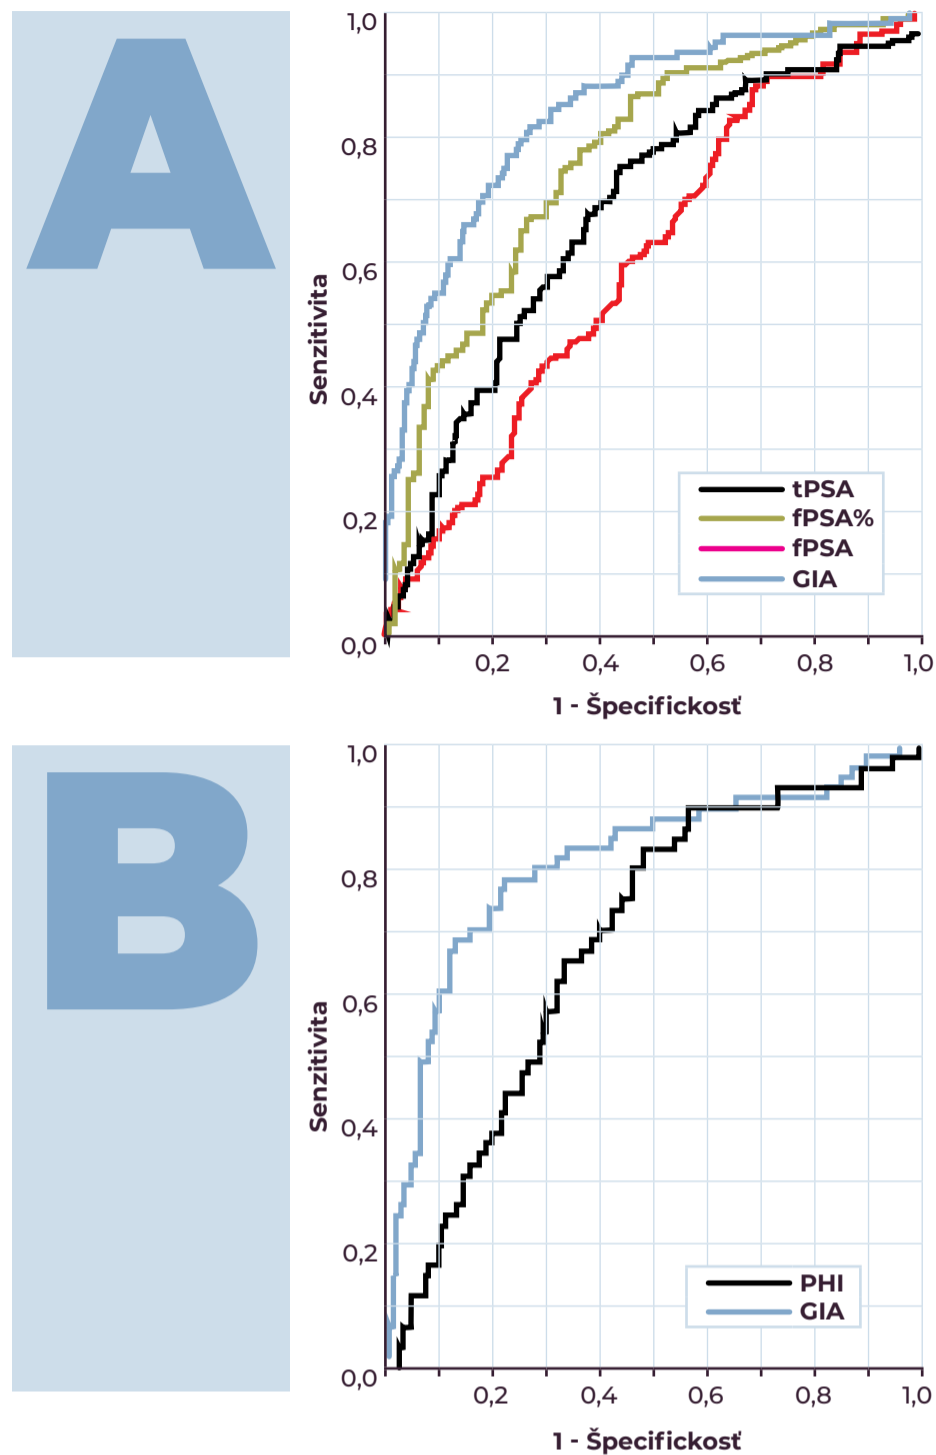 A
1,0
0,8
0,6
0,4
0,2
0,0
Senzitivita
tPSA
fPSA%
fPSA
GIA
0,2 0,4 0,6 0,8 1,0
1 - Špecifickosť
B
1,0
0,8
0,6
0,4
0,2
0,0
Senzitivita
PHI
GIA
0,2 0,4 0,6 0,8 1,0
1 - Špecifickosť